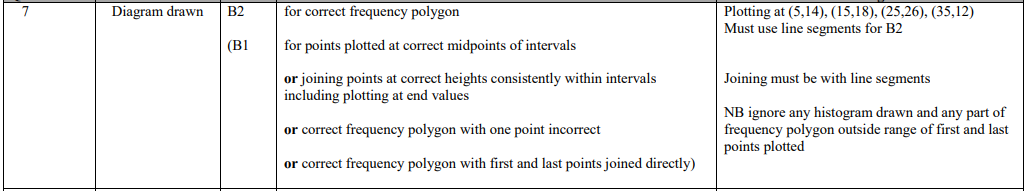 7 Diagram drawn B2 for correct frequency polygon Plotting at (5,14), (15,18), (25,26), (35,12)
Must use line segments for B2
(B1 for points plotted at correct midpoints of intervals
or joining points at correct heights consistently within intervals Joining must be with line segments
including plotting at end values
NB ignore any histogram drawn and any part of
or correct frequency polygon with one point incorrect frequency polygon outside range of first and last
points plotted
or correct frequency polygon with first and last points joined directly)